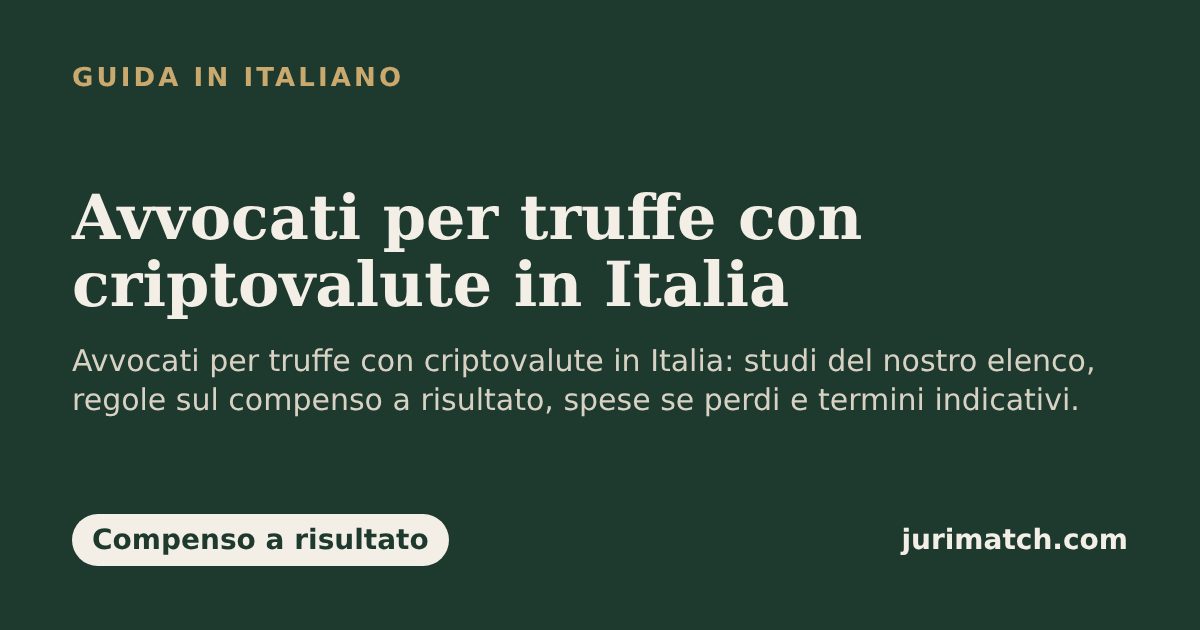 GUIDA IN ITALIANO
Avvocati per truffe con
criptovalute in Italia
Avvocati per truffe con criptovalute in Italia: studi del nostro elenco,
regole sul compenso a risultato, spese se perdi e termini indicativi.
Compenso a risultato
jurimatch.com